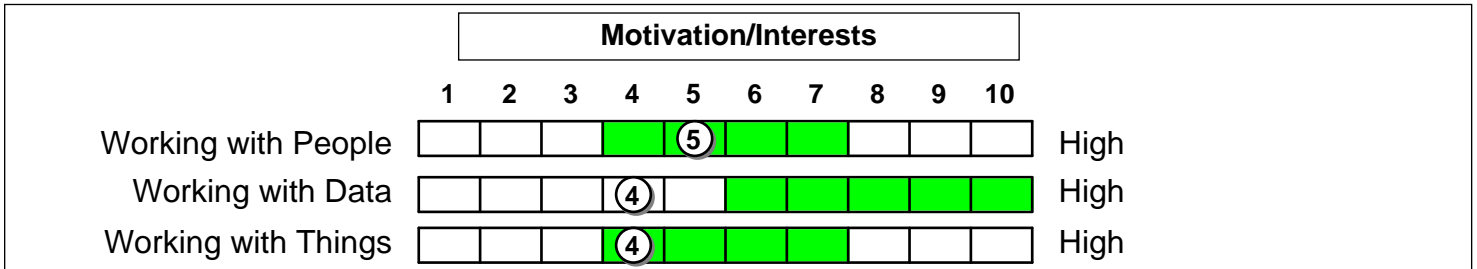 Motivation/Interests
1 2 3 4 5 6 7 8 9 10
Working with People 5 High
Working with Data 4 High
Working with Things 4 High